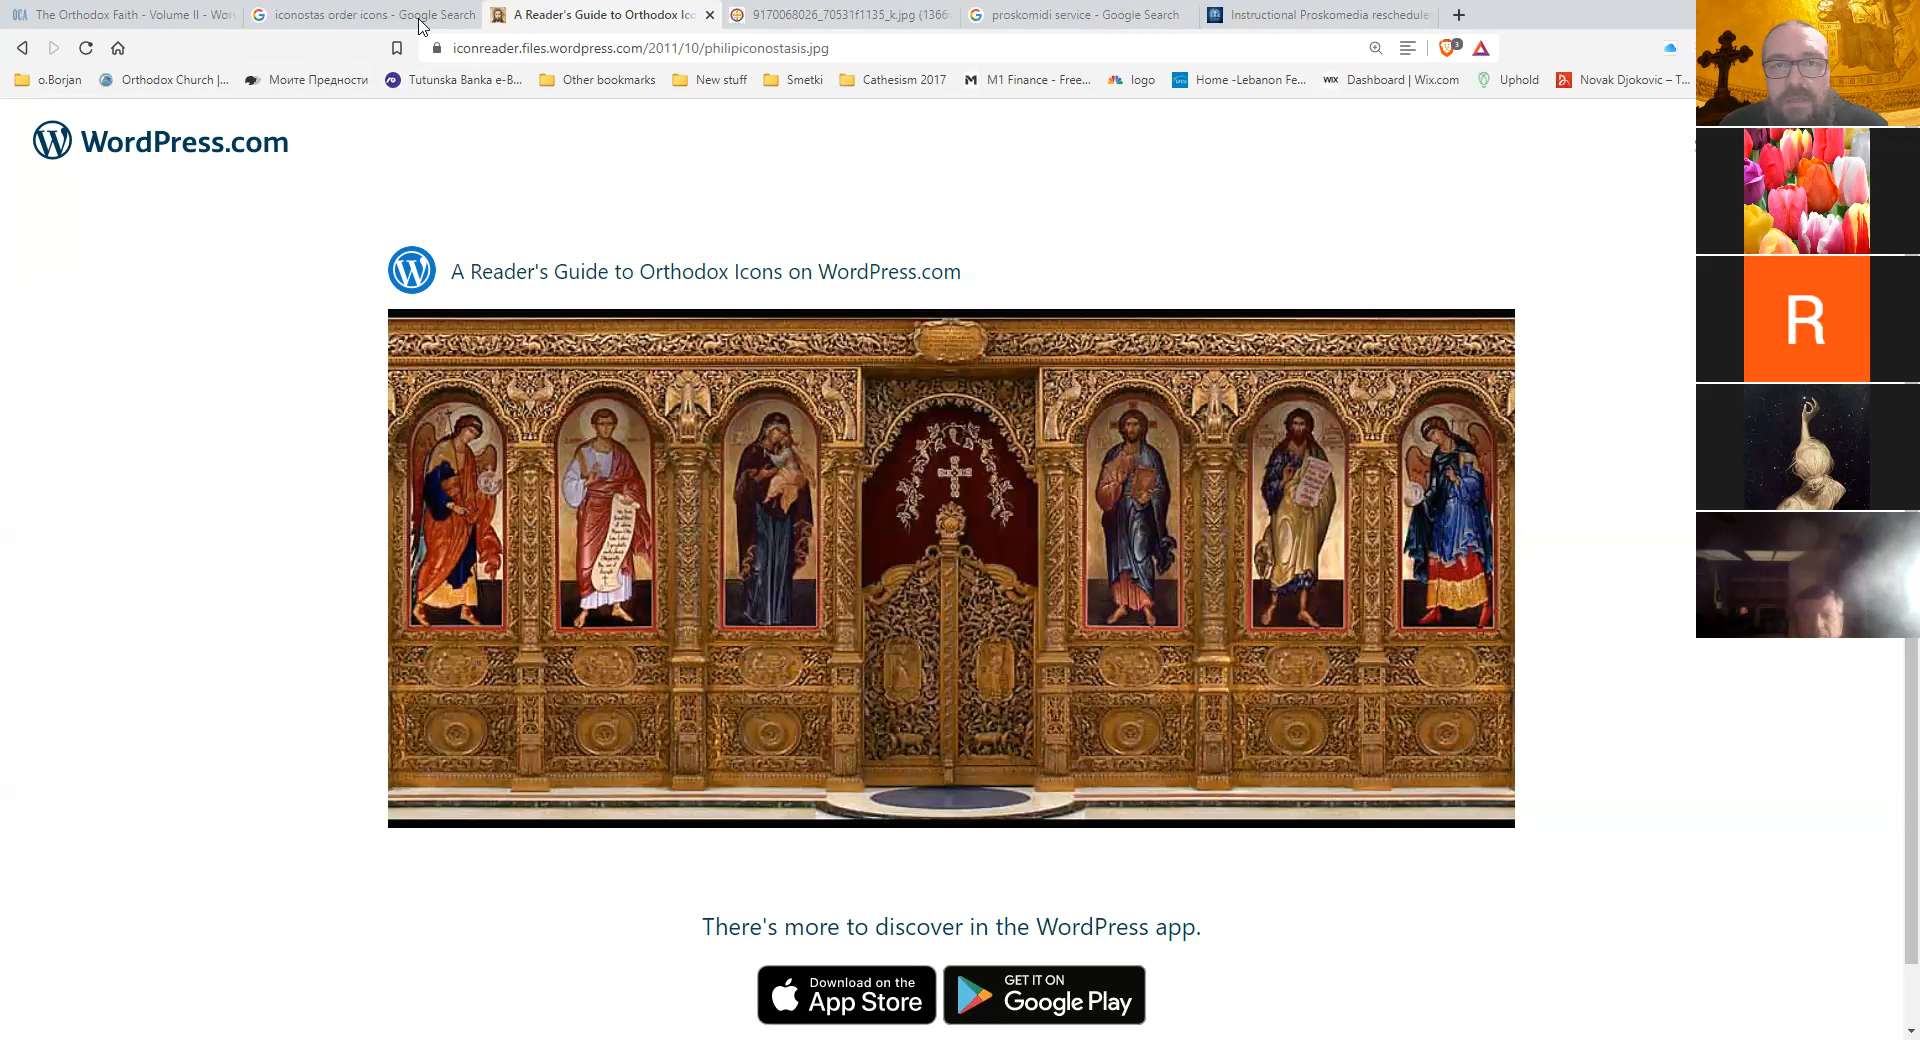 The Orthodox Faith - Volume II - Wor
iconostas order icons - Google Search
A Reader's Guide to Orthodox Ico
9170068026_70531f1135_k.jpg (1366
proskomidi service - Google Search
Instructional Proskomedia reschedule
iconreader.files.wordpress.com/2011/10/philipiconostasis.jpg
3
o.Borjan
Orthodox Church |...
Моите Предности
Tutunska Banka e-B...
Other bookmarks
New stuff
Smetki
Cathesism 2017
M1 Finance - Free...
logo
Home -Lebanon Fe...
WIX
Dashboard | Wix.com
Uphold
Novak Djokovic – T...
WordPress.com
A Reader's Guide to Orthodox Icons on WordPress.com
R
There's more to discover in the WordPress app.
Download on the
App Store
GET IT ON
Google Play